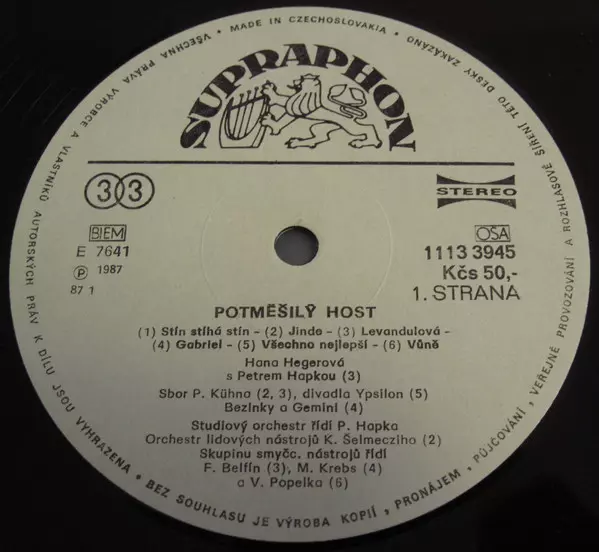 VŠECHNA PRÁVA VÝROBCE A VLASTNÍKŮ AUTORSKÝCH PRÁV K DÍLU JSOU VYHRAZENA • BEZ SOUHLASU JE VÝROBA KOPIÍ, PRONÁJEM, PŮJČOVÁNÍ, VEŘEJNÉ PROVOZOVÁNÍ A ROZHLASOVÉ ŠÍŘENÍ TÉTO DESKY ZAKÁZÁNO • MADE IN CZECHOSLOVAKIA •
SUPRAPHON
33
STEREO
BIEM
OSA
E 7641
1113 3945
Ⓟ 1987
Kčs 50,-
87 1
1. STRANA
POTMĚŠILÝ HOST
(1) Stín stíhá stín - (2) Jinde - (3) Levandulová -
(4) Gabriel - (5) Všechno nejlepší - (6) Vůně
Hana Hegerová
s Petrem Hapkou (3)
Sbor P. Kühna (2, 3), divadla Ypsilon (5)
Bezinky a Gemini (4)
Studiový orchestr řídí P. Hapka
Orchestr lidových nástrojů K. Šelmecziho (2)
Skupinu smyčc. nástrojů řídí
F. Belfín (3), M. Krebs (4)
a V. Popelka (6)